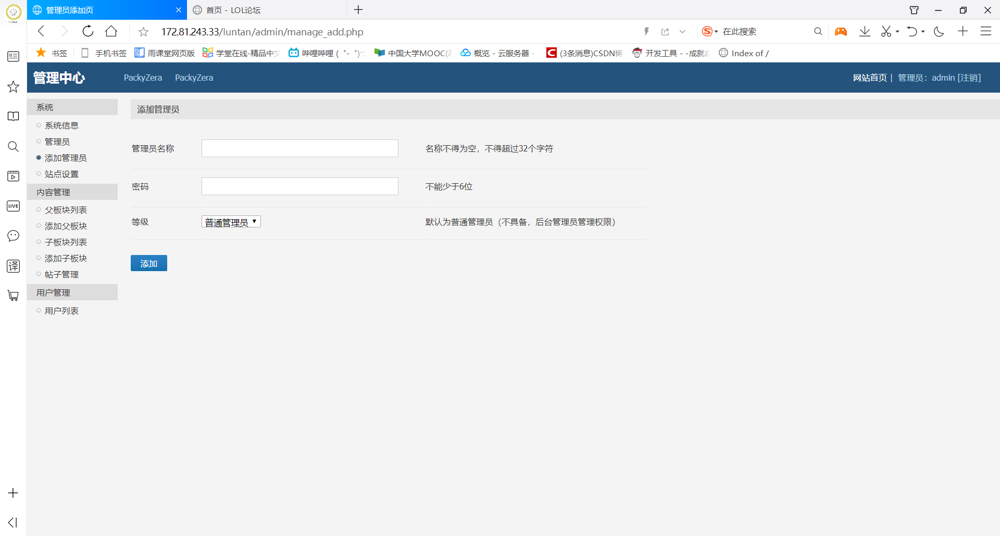 管理员添加页
首页 - LOL论坛
172.81.243.33/luntan/admin/manage_add.php
在此搜索
书签
手机书签
雨课堂网页版
学堂在线-精品中文
哔哩哔哩 ( ゜- ゜)つ
中国大学MOOC(
概览 - 云服务器 -
(3条消息)CSDN博
开发工具 - -成就自
Index of /
管理中心
PackyZera
PackyZera
网站首页 | 管理员：admin [注销]
系统
系统信息
管理员
添加管理员
站点设置
内容管理
父板块列表
添加父板块
子板块列表
添加子板块
帖子管理
用户管理
用户列表
添加管理员
管理员名称
名称不得为空，不得超过32个字符
密码
不能少于6位
等级
普通管理员
默认为普通管理员（不具备，后台管理员管理权限）
添加
LIVE
译